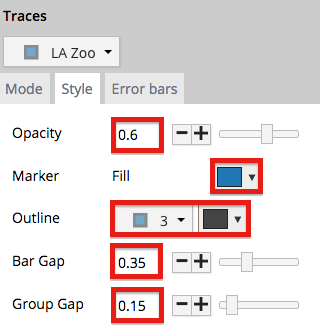 Traces
LA Zoo
Mode Style Error bars
Opacity 0.6
Marker Fill
Outline 3
Bar Gap 0.35
Group Gap 0.15